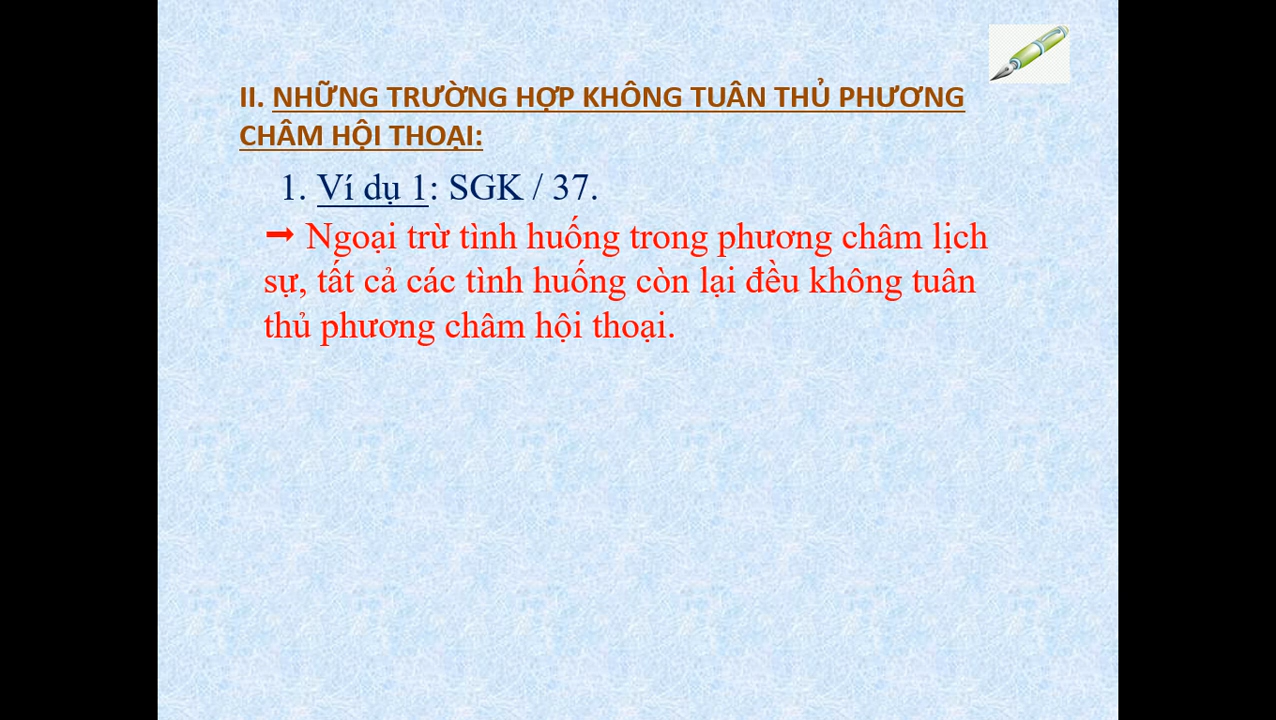 II. NHỮNG TRƯỜNG HỢP KHÔNG TUÂN THỦ PHƯƠNG
CHÂM HỘI THOẠI:
1. Ví dụ 1: SGK / 37.
➞ Ngoại trừ tình huống trong phương châm lịch
sự, tất cả các tình huống còn lại đều không tuân
thủ phương châm hội thoại.